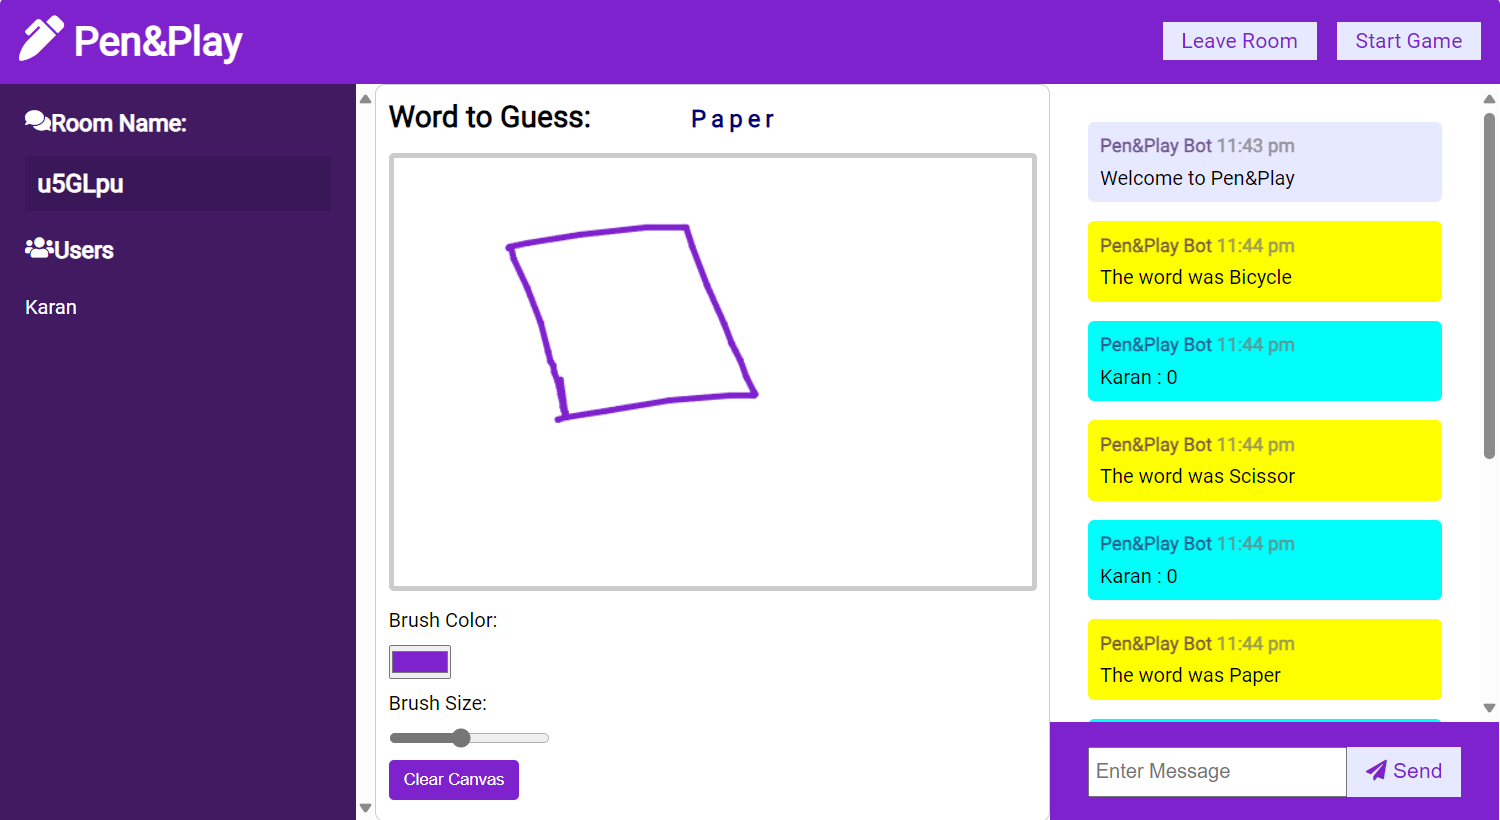 Pen&Play
Leave Room
Start Game
Room Name:
u5GLpu
Users
Karan
Word to Guess:
Paper
Brush Color:
Brush Size:
Clear Canvas
Pen&Play Bot 11:43 pm
Welcome to Pen&Play
Pen&Play Bot 11:44 pm
The word was Bicycle
Pen&Play Bot 11:44 pm
Karan : 0
Pen&Play Bot 11:44 pm
The word was Scissor
Pen&Play Bot 11:44 pm
Karan : 0
Pen&Play Bot 11:44 pm
The word was Paper
Enter Message
Send